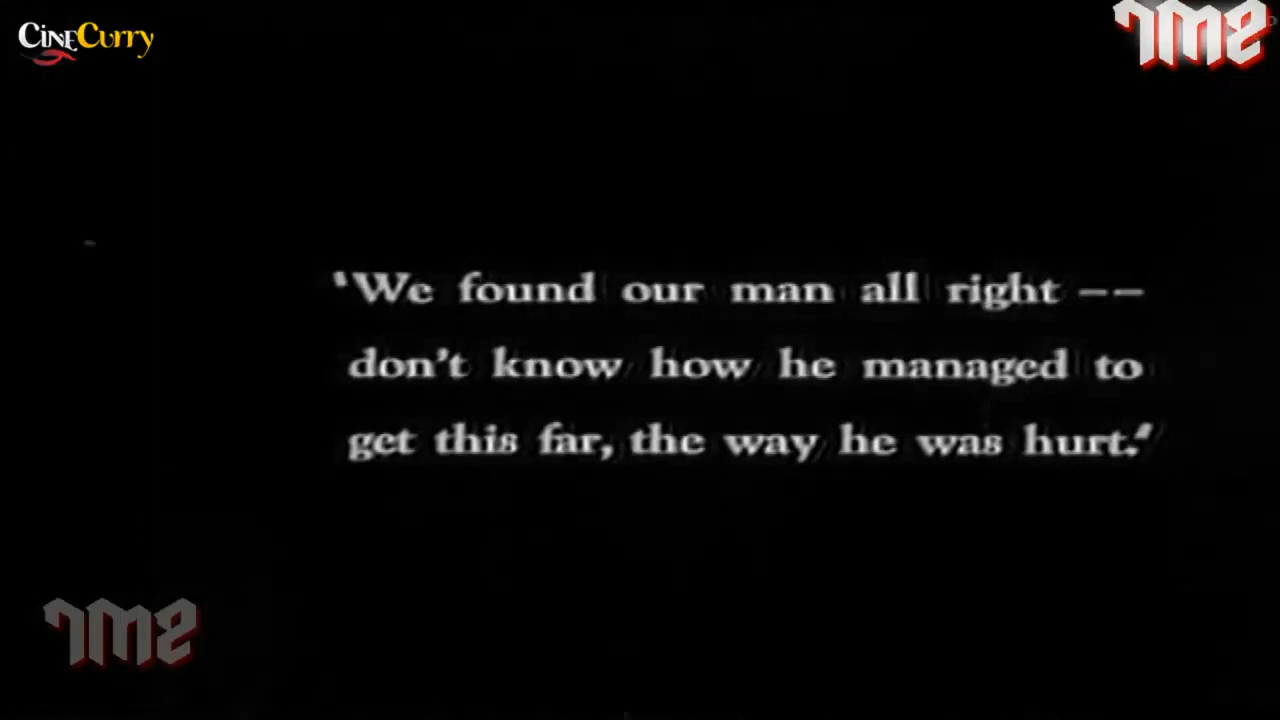 CineCurry
'We found our man all right --
don't know how he managed to
get this far, the way he was hurt.'